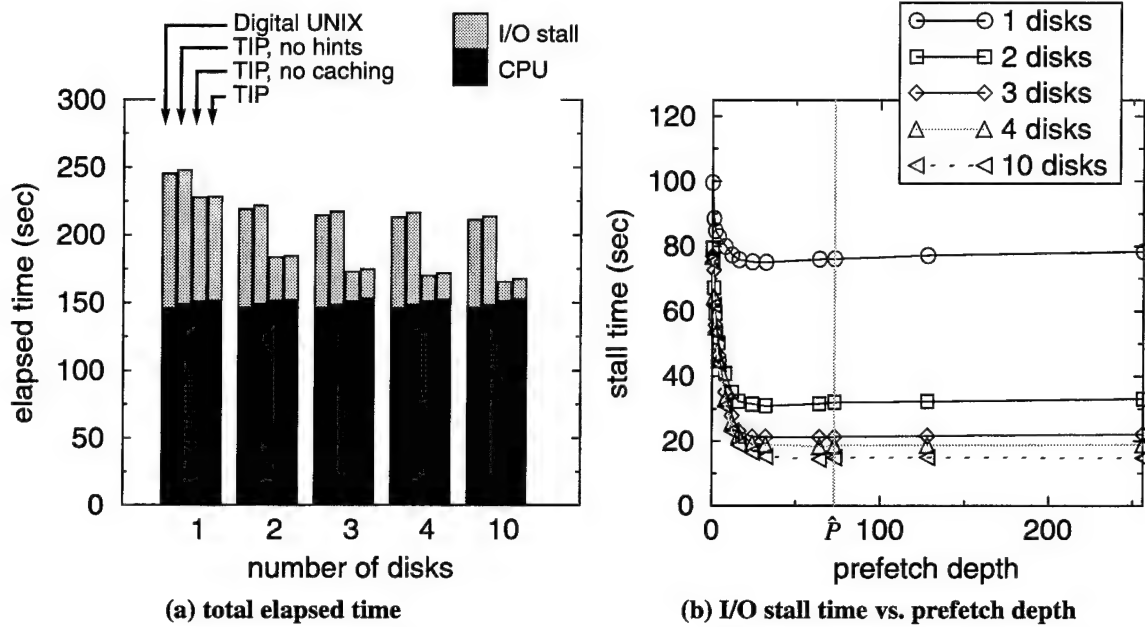 Digital UNIX
TIP, no hints
TIP, no caching
TIP
I/O stall
CPU
300
250
200
150
100
50
0
elapsed time (sec)
1 2 3 4 10
number of disks
(a) total elapsed time
1 disks
2 disks
3 disks
4 disks
10 disks
120
100
80
60
40
20
0
stall time (sec)
0 P̂ 100 200
prefetch depth
(b) I/O stall time vs. prefetch depth